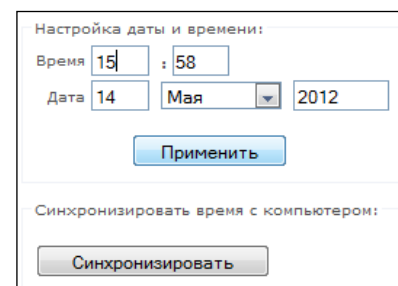 Настройка даты и времени:
Время 15 : 58
Дата 14 Мая 2012
Применить
Синхронизировать время с компьютером:
Синхронизировать